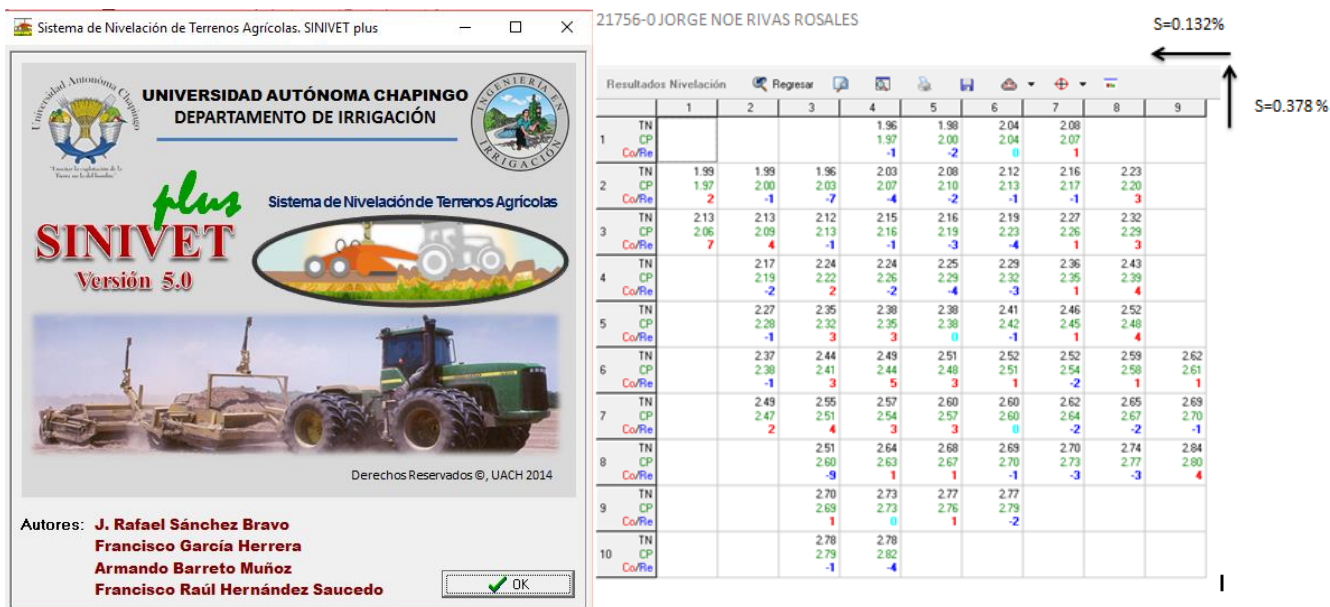 Sistema de Nivelación de Terrenos Agrícolas. SINIVET plus
UNIVERSIDAD AUTÓNOMA CHAPINGO
DEPARTAMENTO DE IRRIGACIÓN
Universidad Autónoma Chapingo
INGENIERÍA EN IRRIGACIÓN
plus
SINIVET
Versión 5.0
Sistema de Nivelación de Terrenos Agrícolas
Derechos Reservados ©, UACH 2014
Autores: J. Rafael Sánchez Bravo
Francisco García Herrera
Armando Barreto Muñoz
Francisco Raúl Hernández Saucedo
OK
21756-0 JORGE NOE RIVAS ROSALES
S=0.132%
S=0.378 %
Resultados Nivelación Regresar
1 2 3 4 5 6 7 8 9
TN 1.96 1.98 2.04 2.08
1 CP 1.97 2.00 2.04 2.07
Co/Re -1 -2 0 1
TN 1.99 1.99 1.96 2.03 2.08 2.12 2.16 2.23
2 CP 1.97 2.00 2.03 2.07 2.10 2.13 2.17 2.20
Co/Re 2 -1 -7 -4 -2 -1 -1 3
TN 2.13 2.13 2.12 2.15 2.16 2.19 2.27 2.32
3 CP 2.06 2.09 2.13 2.16 2.19 2.23 2.26 2.29
Co/Re 7 4 -1 -1 -3 -4 1 3
TN 2.17 2.24 2.24 2.25 2.29 2.36 2.43
4 CP 2.19 2.22 2.26 2.29 2.32 2.35 2.39
Co/Re -2 2 -2 -4 -3 1 4
TN 2.27 2.35 2.38 2.38 2.41 2.46 2.52
5 CP 2.28 2.32 2.35 2.38 2.42 2.45 2.48
Co/Re -1 3 3 0 -1 1 4
TN 2.37 2.44 2.49 2.51 2.52 2.52 2.59 2.62
6 CP 2.38 2.41 2.44 2.48 2.51 2.54 2.58 2.61
Co/Re -1 3 5 3 1 -2 1 1
TN 2.49 2.55 2.57 2.60 2.60 2.62 2.65 2.69
7 CP 2.47 2.51 2.54 2.57 2.60 2.64 2.67 2.70
Co/Re 2 4 3 3 0 -2 -2 -1
TN 2.51 2.64 2.68 2.69 2.70 2.74 2.84
8 CP 2.60 2.63 2.67 2.70 2.73 2.77 2.80
Co/Re -9 1 1 -1 -3 -3 4
TN 2.70 2.73 2.77 2.77
9 CP 2.69 2.73 2.76 2.79
Co/Re 1 0 1 -2
TN 2.78 2.78
10 CP 2.79 2.82
Co/Re -1 -4